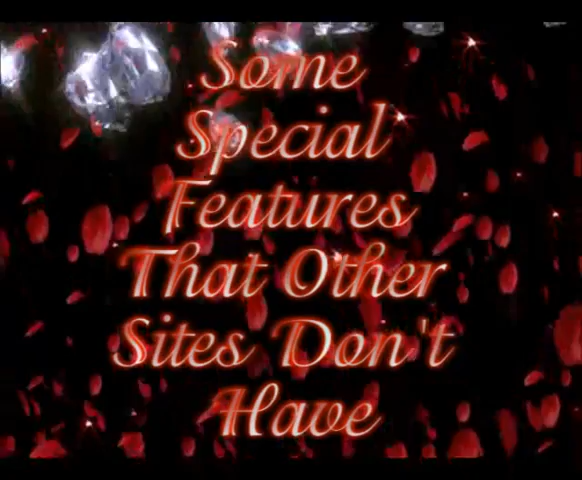 Some
Special
Features
That Other
Sites Don't
Have